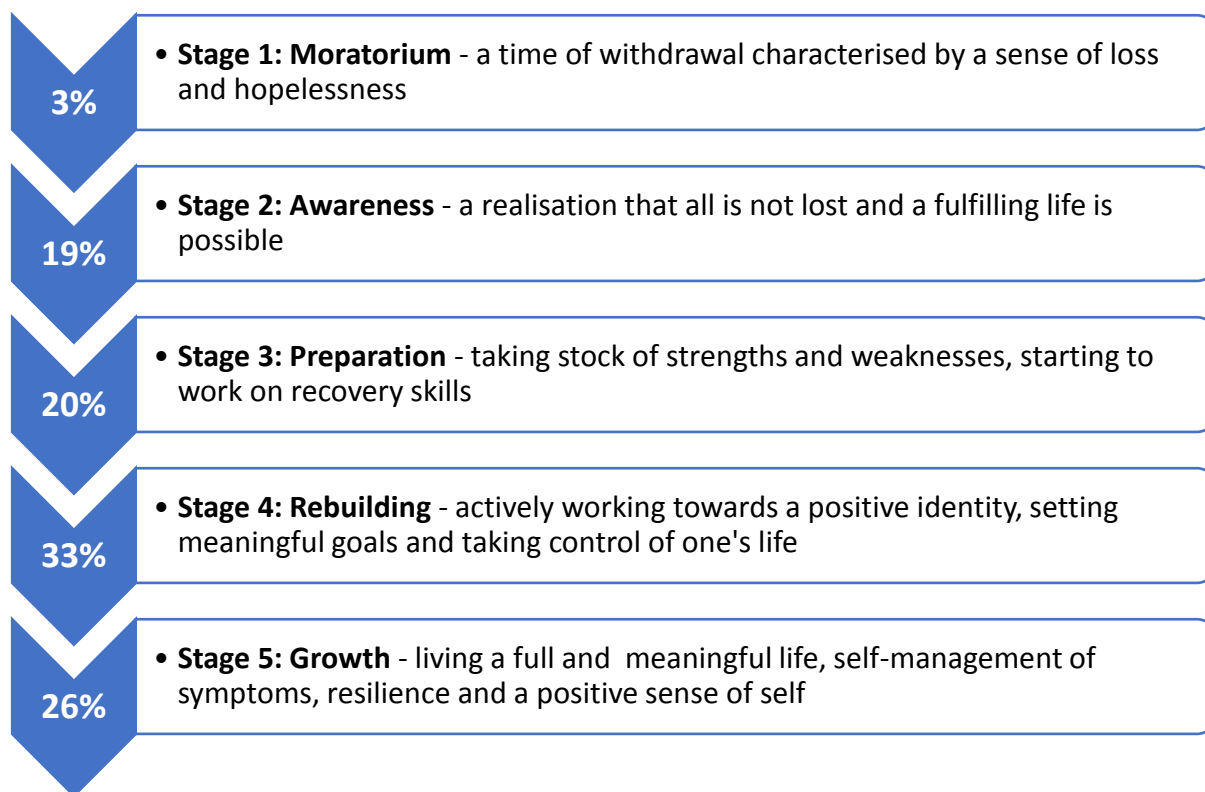 3%
• Stage 1: Moratorium - a time of withdrawal characterised by a sense of loss
and hopelessness
19%
• Stage 2: Awareness - a realisation that all is not lost and a fulfilling life is
possible
20%
• Stage 3: Preparation - taking stock of strengths and weaknesses, starting to
work on recovery skills
33%
• Stage 4: Rebuilding - actively working towards a positive identity, setting
meaningful goals and taking control of one's life
26%
• Stage 5: Growth - living a full and  meaningful life, self-management of
symptoms, resilience and a positive sense of self